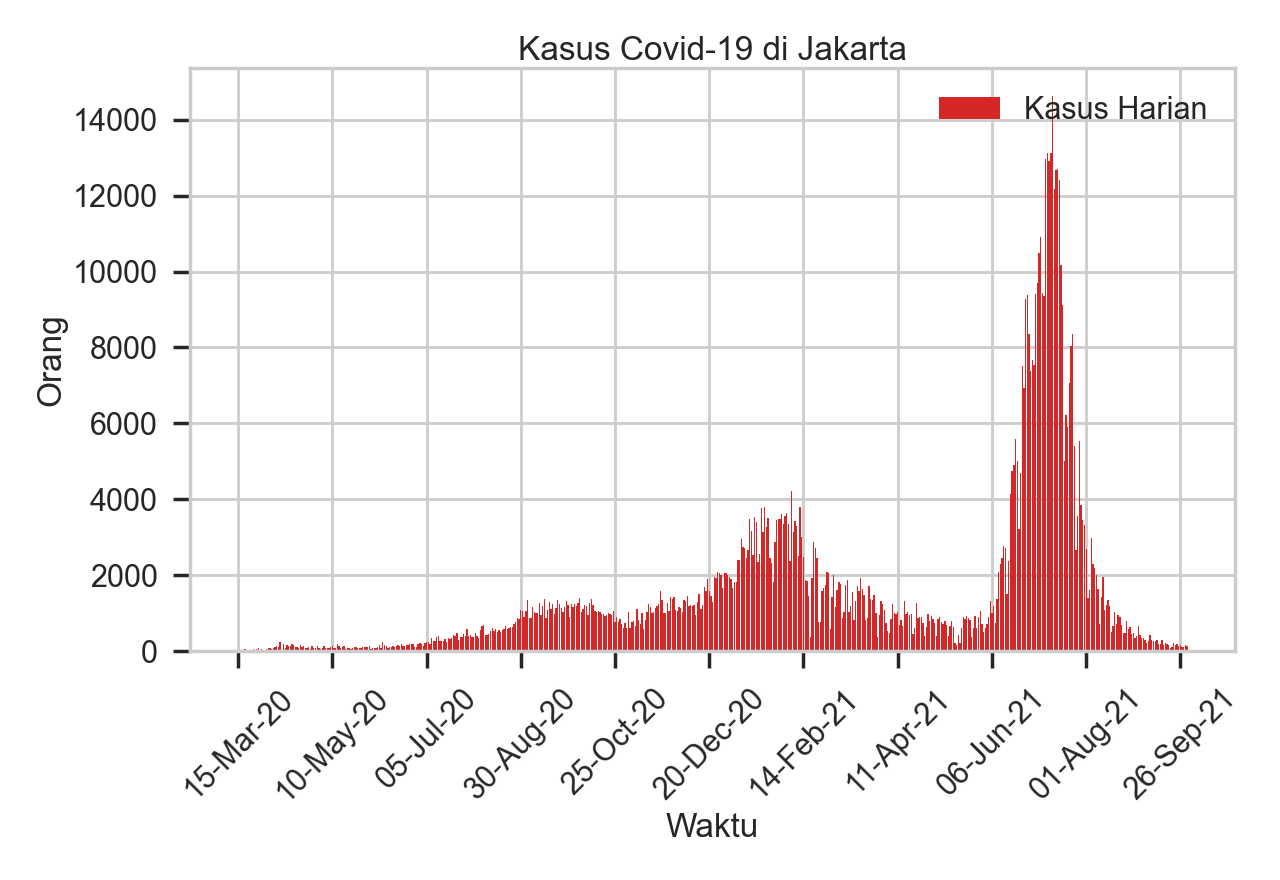 Kasus Covid-19 di Jakarta
Kasus Harian
14000
12000
10000
8000
6000
4000
2000
0
Orang
15-Mar-20
10-May-20
05-Jul-20
30-Aug-20
25-Oct-20
20-Dec-20
14-Feb-21
11-Apr-21
06-Jun-21
01-Aug-21
26-Sep-21
Waktu